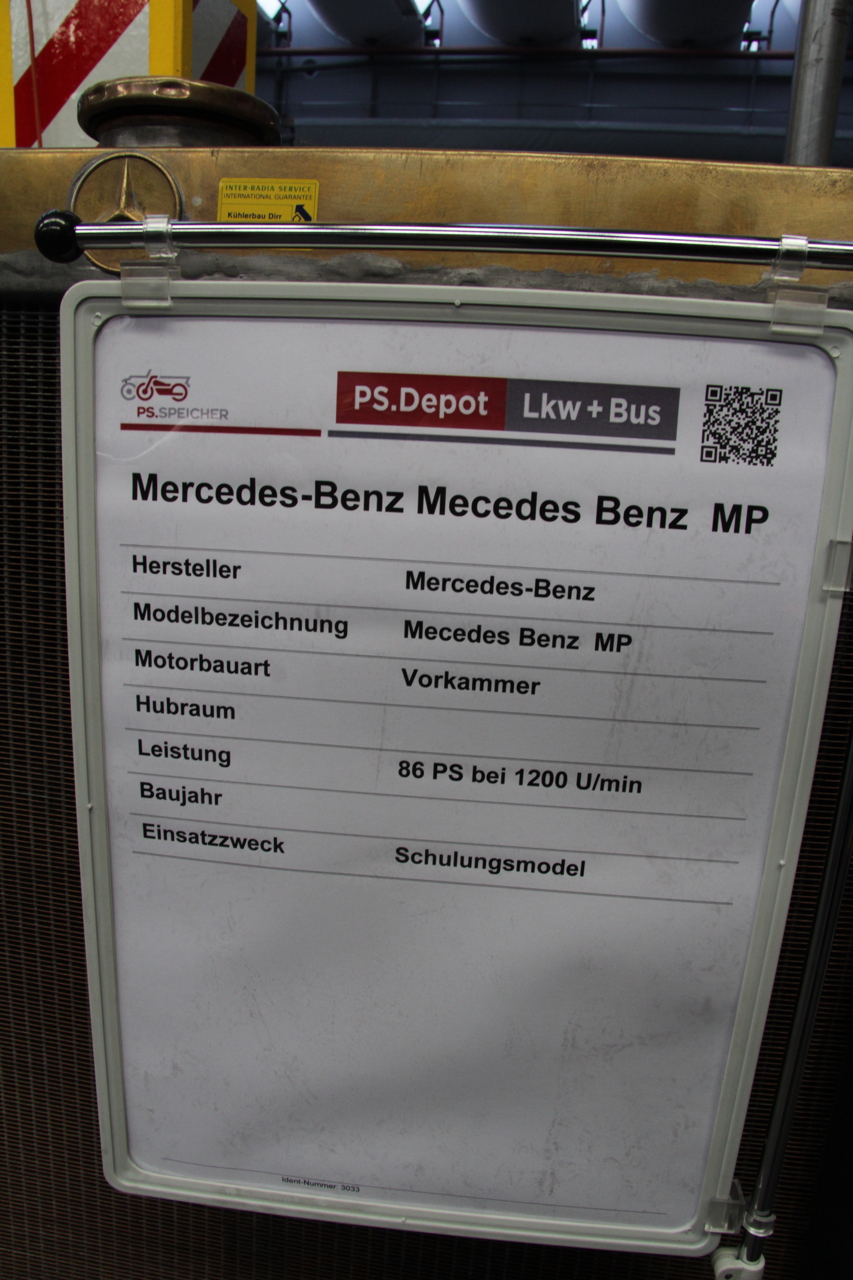 INTER-RADIA SERVICE
INTERNATIONAL GUARANTEE
Kühlerbau Dirr
PS.SPEICHER
PS.Depot Lkw + Bus
Mercedes-Benz Mecedes Benz MP
Hersteller Mercedes-Benz
Modelbezeichnung Mecedes Benz MP
Motorbauart Vorkammer
Hubraum
Leistung 86 PS bei 1200 U/min
Baujahr
Einsatzzweck Schulungsmodel
Ident-Nummer 3033